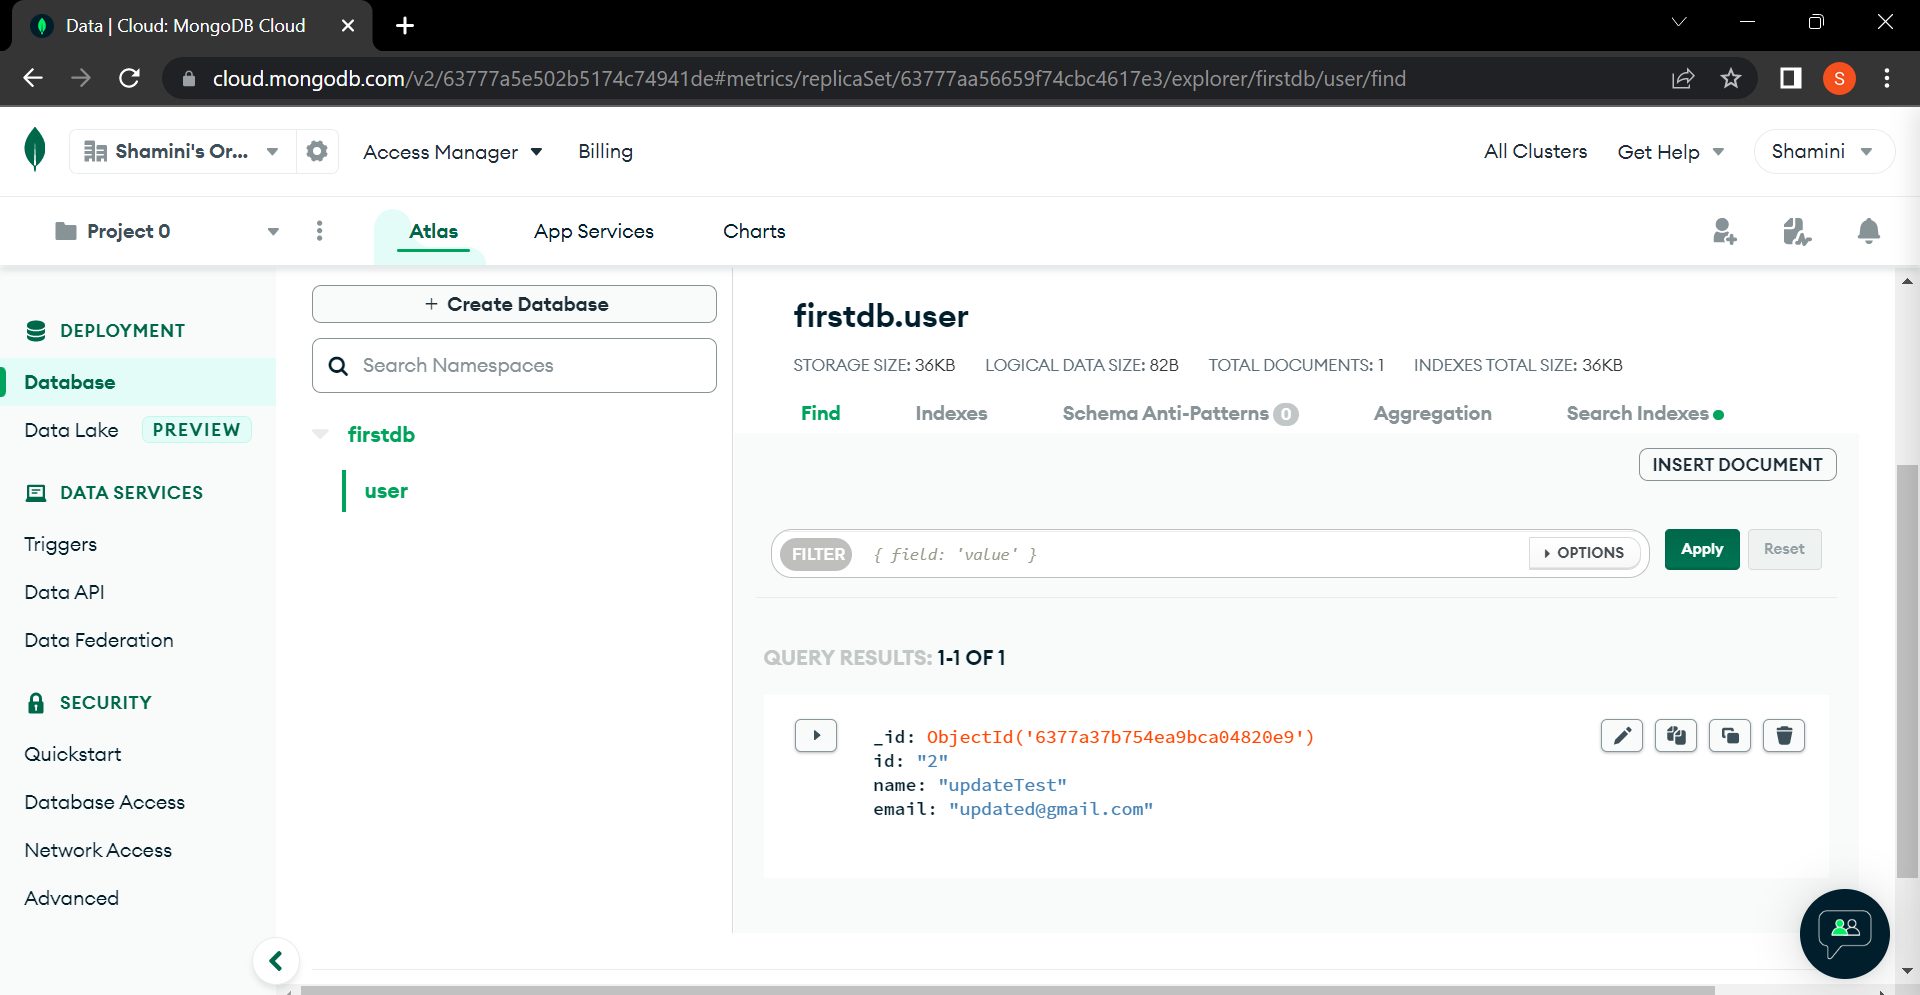 Data | Cloud: MongoDB Cloud
cloud.mongodb.com/v2/63777a5e502b5174c74941de#metrics/replicaSet/63777aa56659f74cbc4617e3/explorer/firstdb/user/find
S
Shamini's Or...
Access Manager
Billing
All Clusters
Get Help
Shamini
Project 0
Atlas
App Services
Charts
DEPLOYMENT
Database
Data Lake PREVIEW
DATA SERVICES
Triggers
Data API
Data Federation
SECURITY
Quickstart
Database Access
Network Access
Advanced
+ Create Database
Search Namespaces
firstdb
user
firstdb.user
STORAGE SIZE: 36KB LOGICAL DATA SIZE: 82B TOTAL DOCUMENTS: 1 INDEXES TOTAL SIZE: 36KB
Find Indexes Schema Anti-Patterns 0 Aggregation Search Indexes
INSERT DOCUMENT
FILTER { field: 'value' } OPTIONS Apply Reset
QUERY RESULTS: 1-1 OF 1
_id: ObjectId('6377a37b754ea9bca04820e9')
id: "2"
name: "updateTest"
email: "updated@gmail.com"